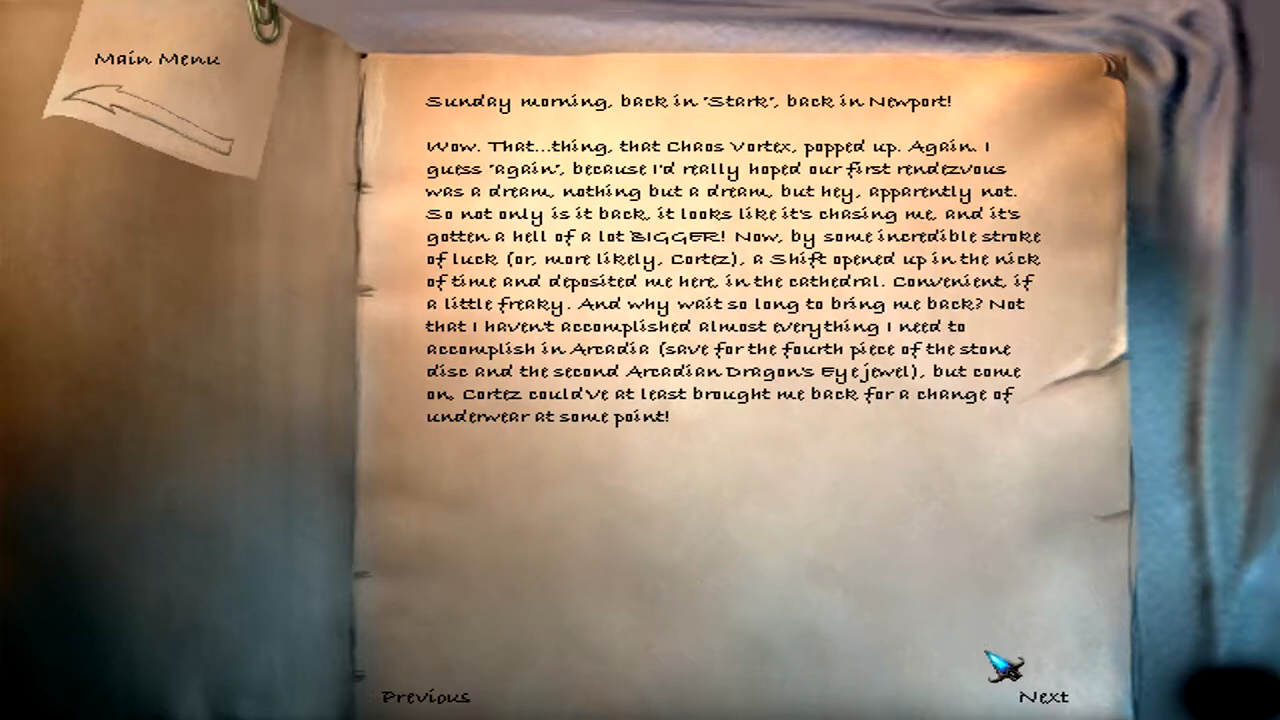 Main Menu
Sunday morning, back in "Stark", back in Newport!
Wow. That...thing, that Chaos Vortex, popped up. Again. I
guess "again", because I'd really hoped our first rendezvous
was a dream, nothing but a dream, but hey, apparently not.
So not only is it back, it looks like it's chasing me, and it's
gotten a hell of a lot BIGGER! Now, by some incredible stroke
of luck (or, more likely, Cortez), a Shift opened up in the nick
of time and deposited me here, in the cathedral. Convenient, if
a little freaky. And why wait so long to bring me back? Not
that I haven't accomplished almost everything I need to
accomplish in Arcadia (save for the fourth piece of the stone
disc and the second Arcadian Dragon's Eye jewel), but come
on, Cortez could've at least brought me back for a change of
underwear at some point!
Previous
Next